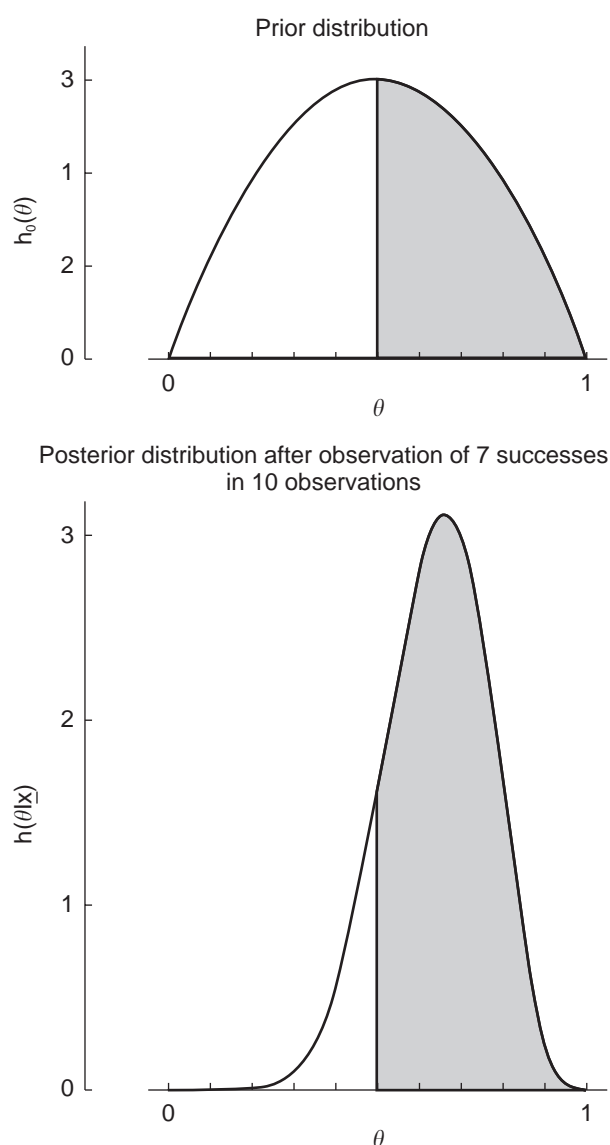 Prior distribution
3
1
2
0
h₀(θ)
0 1
θ
Posterior distribution after observation of 7 successes
in 10 observations
3
2
1
0
h(θIx)
0 1
θ